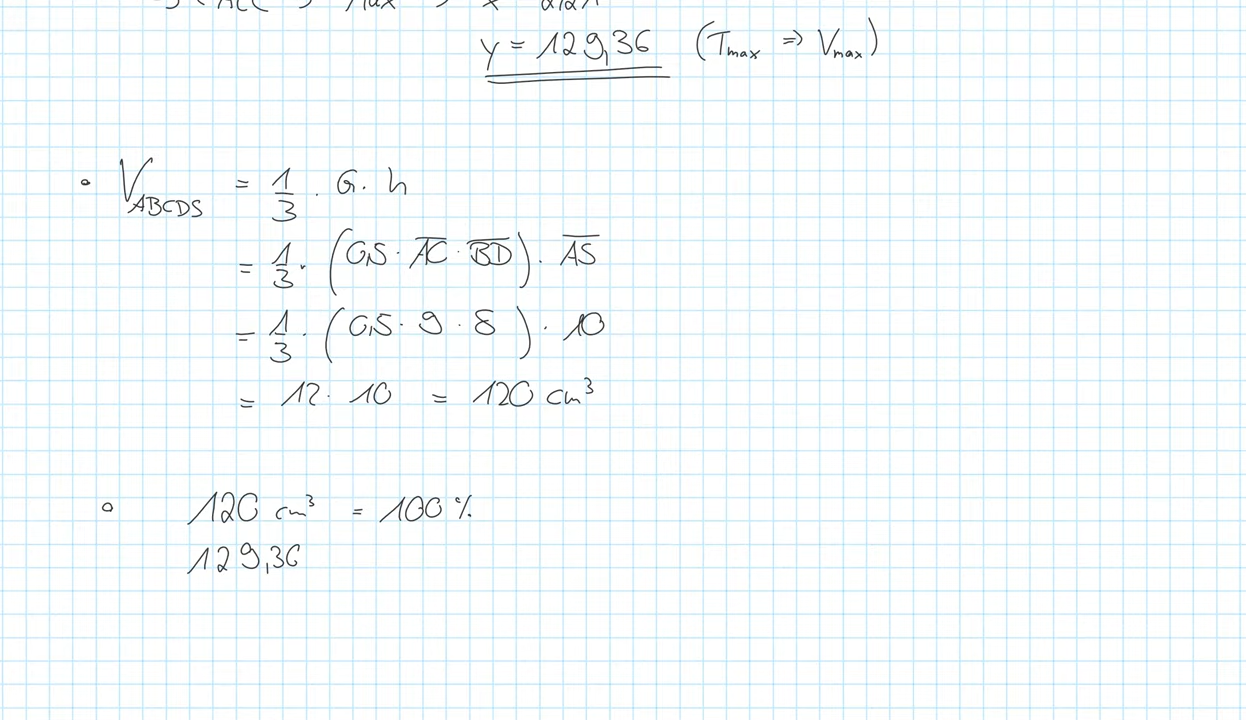 y = 129,36 (Tmax => Vmax)
• V ABCDS = 1/3 · G · h
= 1/3 · (0,5 · AC · BD) · AS
= 1/3 · (0,5 · 9 · 8) · 10
= 12 · 10 = 120 cm³
• 120 cm³ = 100 %
129,36